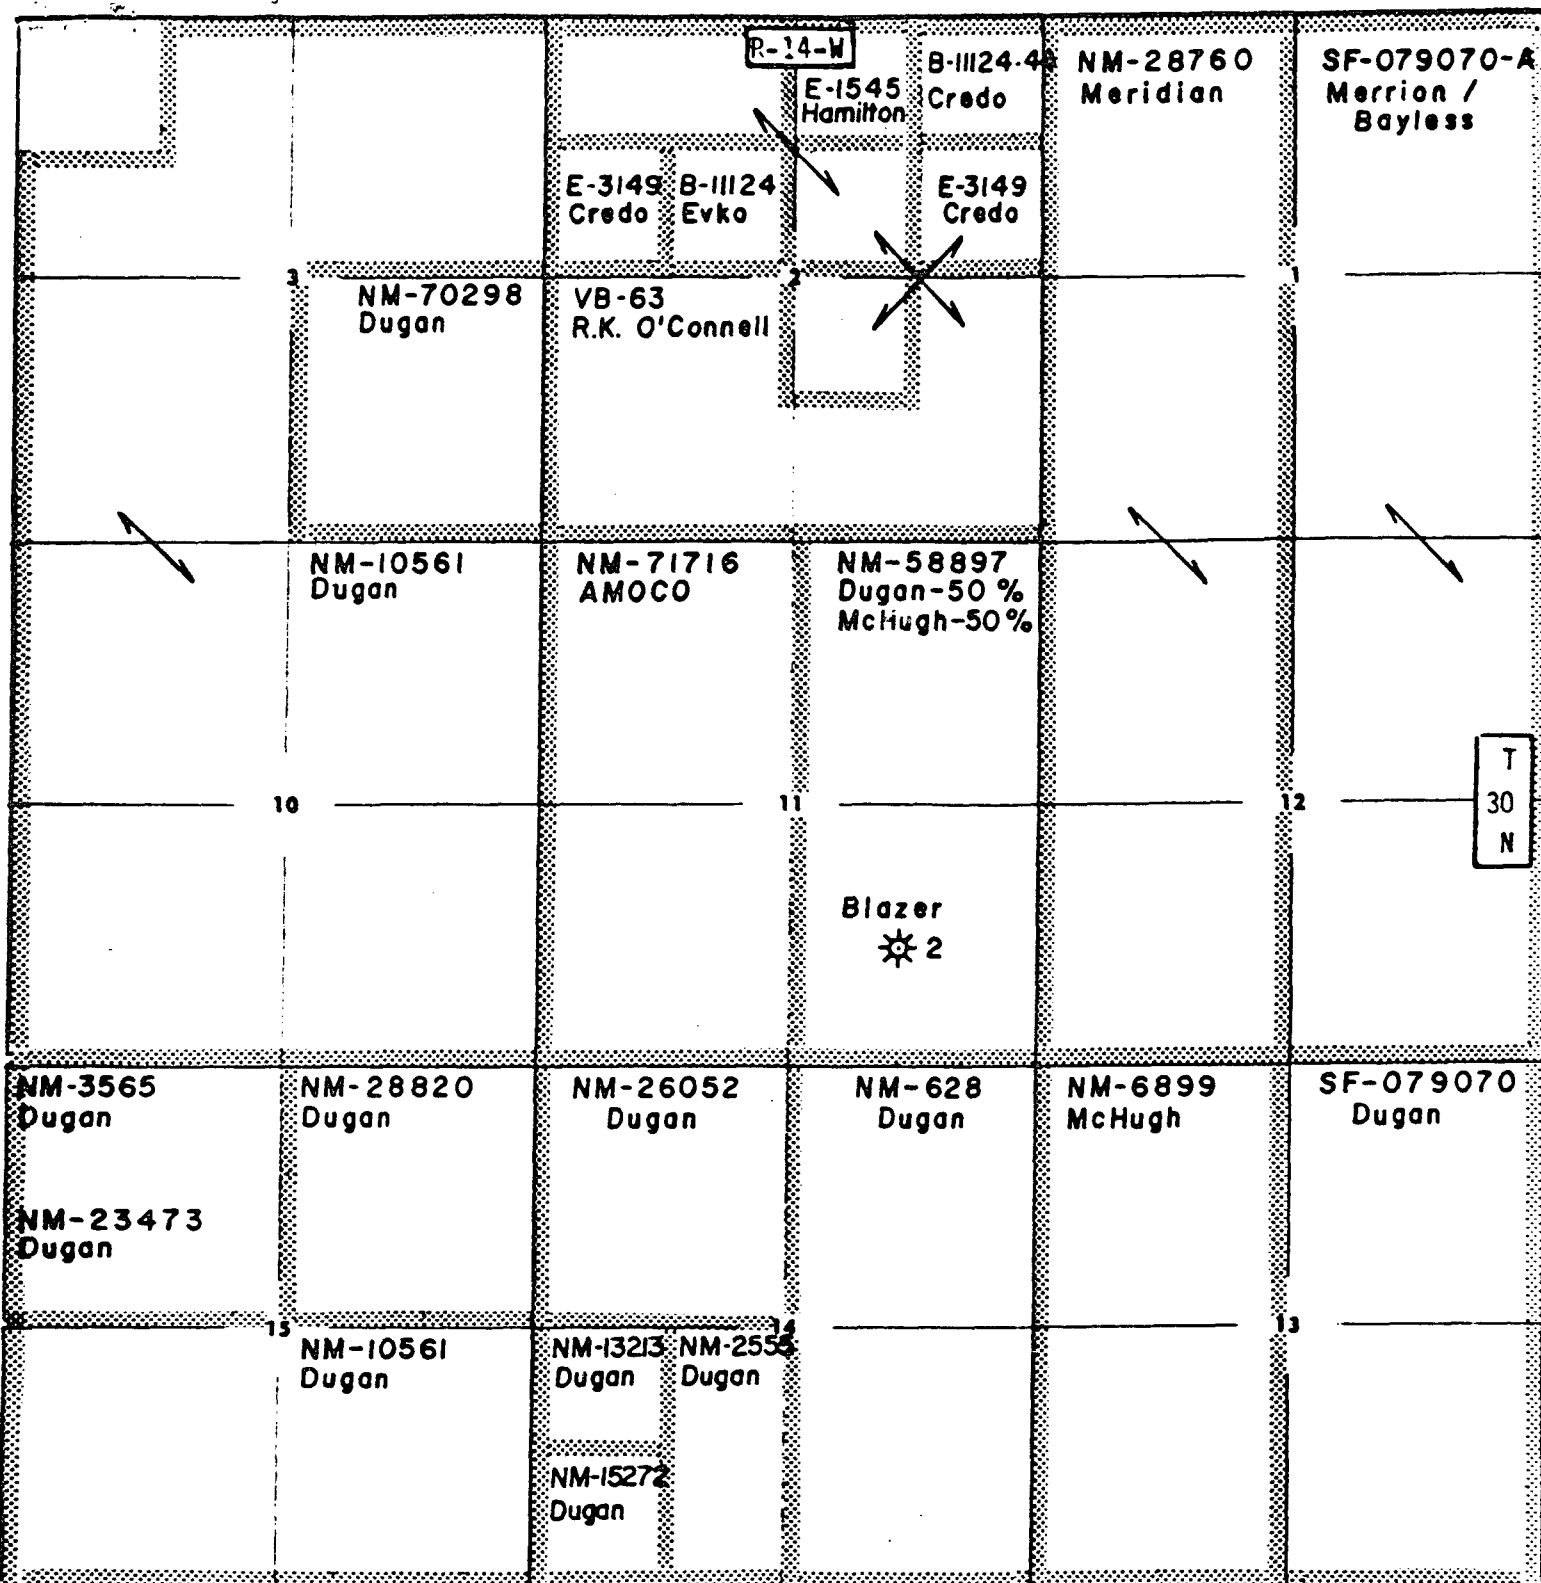 R-14-W
E-1545
Hamilton
B-11124-44
Credo
NM-28760
Meridian
SF-079070-A
Merrion /
Bayless
E-3149
Credo
B-11124
Evko
E-3149
Credo
3
2
1
NM-70298
Dugan
VB-63
R.K. O'Connell
NM-10561
Dugan
NM-71716
AMOCO
NM-58897
Dugan-50%
McHugh-50%
T
30
N
10
11
12
Blazer
2
NM-3565
Dugan
NM-28820
Dugan
NM-26052
Dugan
NM-628
Dugan
NM-6899
McHugh
SF-079070
Dugan
NM-23473
Dugan
15
14
13
NM-10561
Dugan
NM-13213
Dugan
NM-2555
Dugan
NM-15272
Dugan